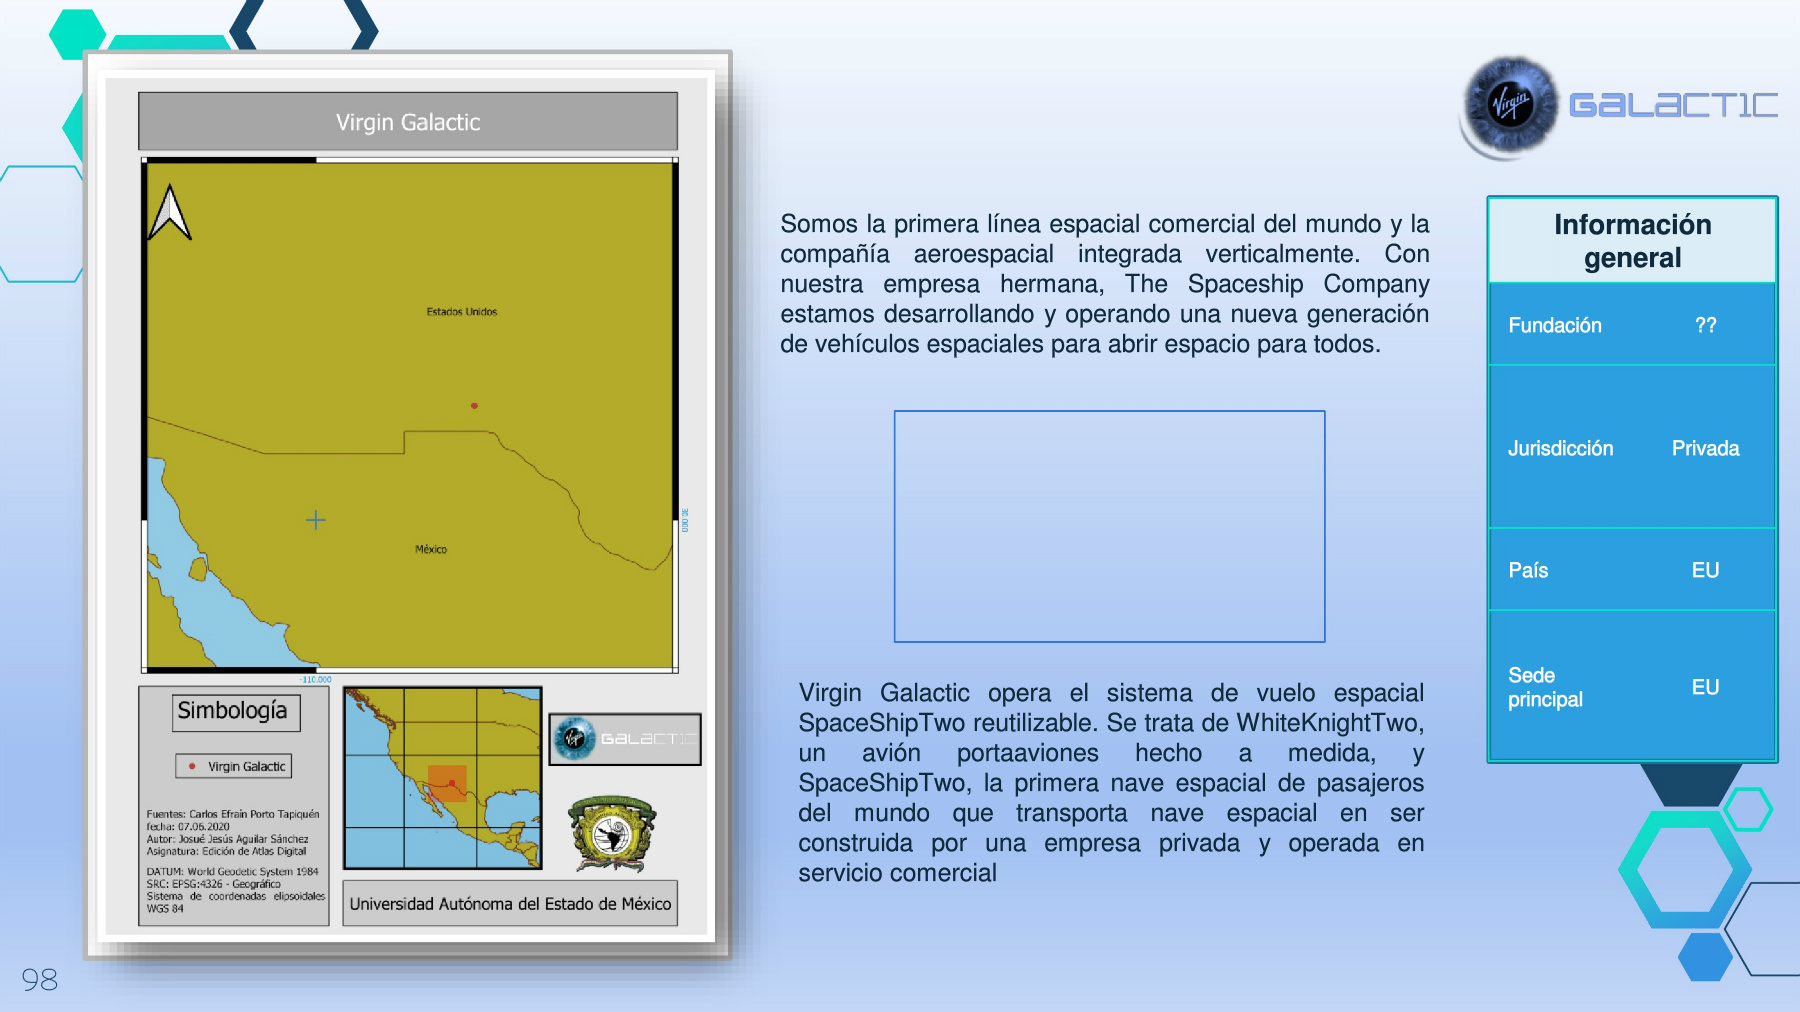 Virgin Galactic
Estados Unidos
México
30.000
-110.000
Simbología
Virgin Galactic
Fuentes: Carlos Efraín Porto Tapiquén
fecha: 07.06.2020
Autor: Josué Jesús Aguilar Sánchez
Asignatura: Edición de Atlas Digital
DATUM: World Geodetic System 1984
SRC: EPSG:4326 - Geográfico
Sistema de coordenadas elipsoidales
WGS 84
Virgin GALACTIC
Universidad Autónoma del Estado de México
98
Somos la primera línea espacial comercial del mundo y la
compañía aeroespacial integrada verticalmente. Con
nuestra empresa hermana, The Spaceship Company
estamos desarrollando y operando una nueva generación
de vehículos espaciales para abrir espacio para todos.
Virgin Galactic opera el sistema de vuelo espacial
SpaceShipTwo reutilizable. Se trata de WhiteKnightTwo,
un avión portaaviones hecho a medida, y
SpaceShipTwo, la primera nave espacial de pasajeros
del mundo que transporta nave espacial en ser
construida por una empresa privada y operada en
servicio comercial
Virgin GALACTIC
Información
general
Fundación ??
Jurisdicción Privada
País EU
Sede
principal EU